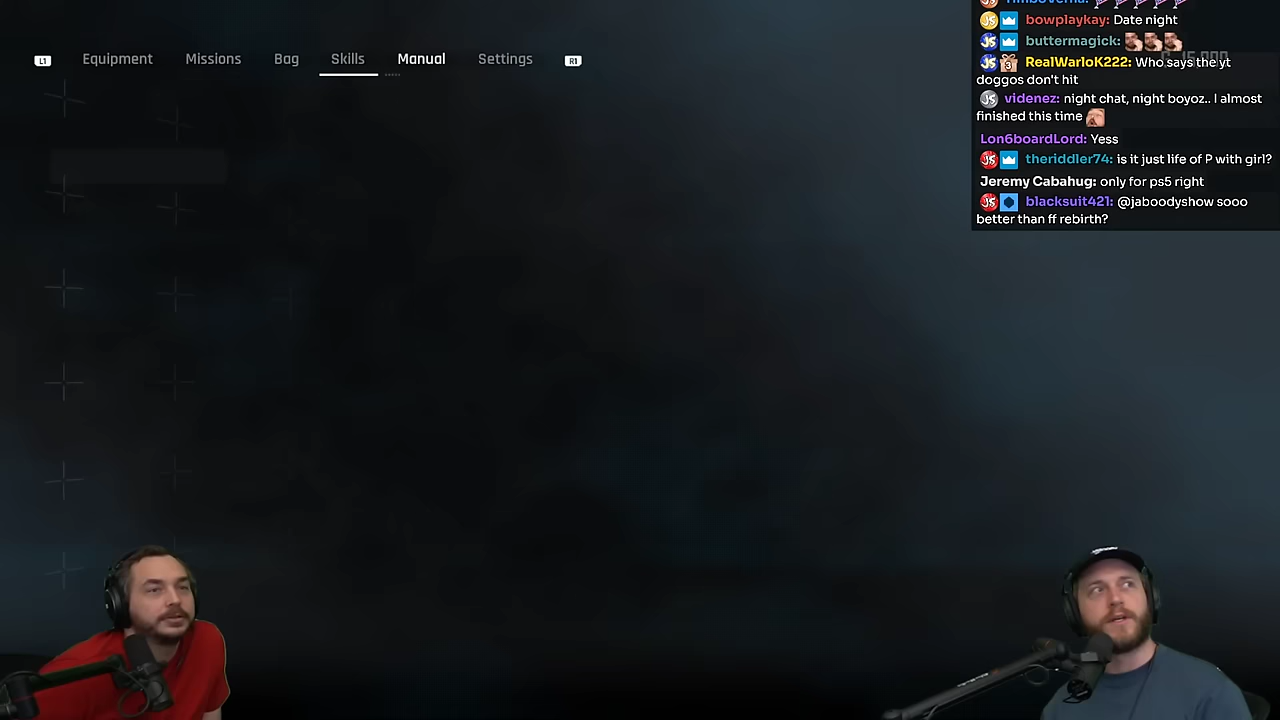 L1 Equipment Missions Bag Skills Manual Settings R1
bowplaykay: Date night
buttermagick:
RealWarloK222: Who says the yt
doggos don't hit
videnez: night chat, night boyoz.. I almost
finished this time
Lon6boardLord: Yess
theriddler74: is it just life of P with girl?
Jeremy Cabahug: only for ps5 right
blacksuit421: @jaboodyshow sooo
better than ff rebirth?